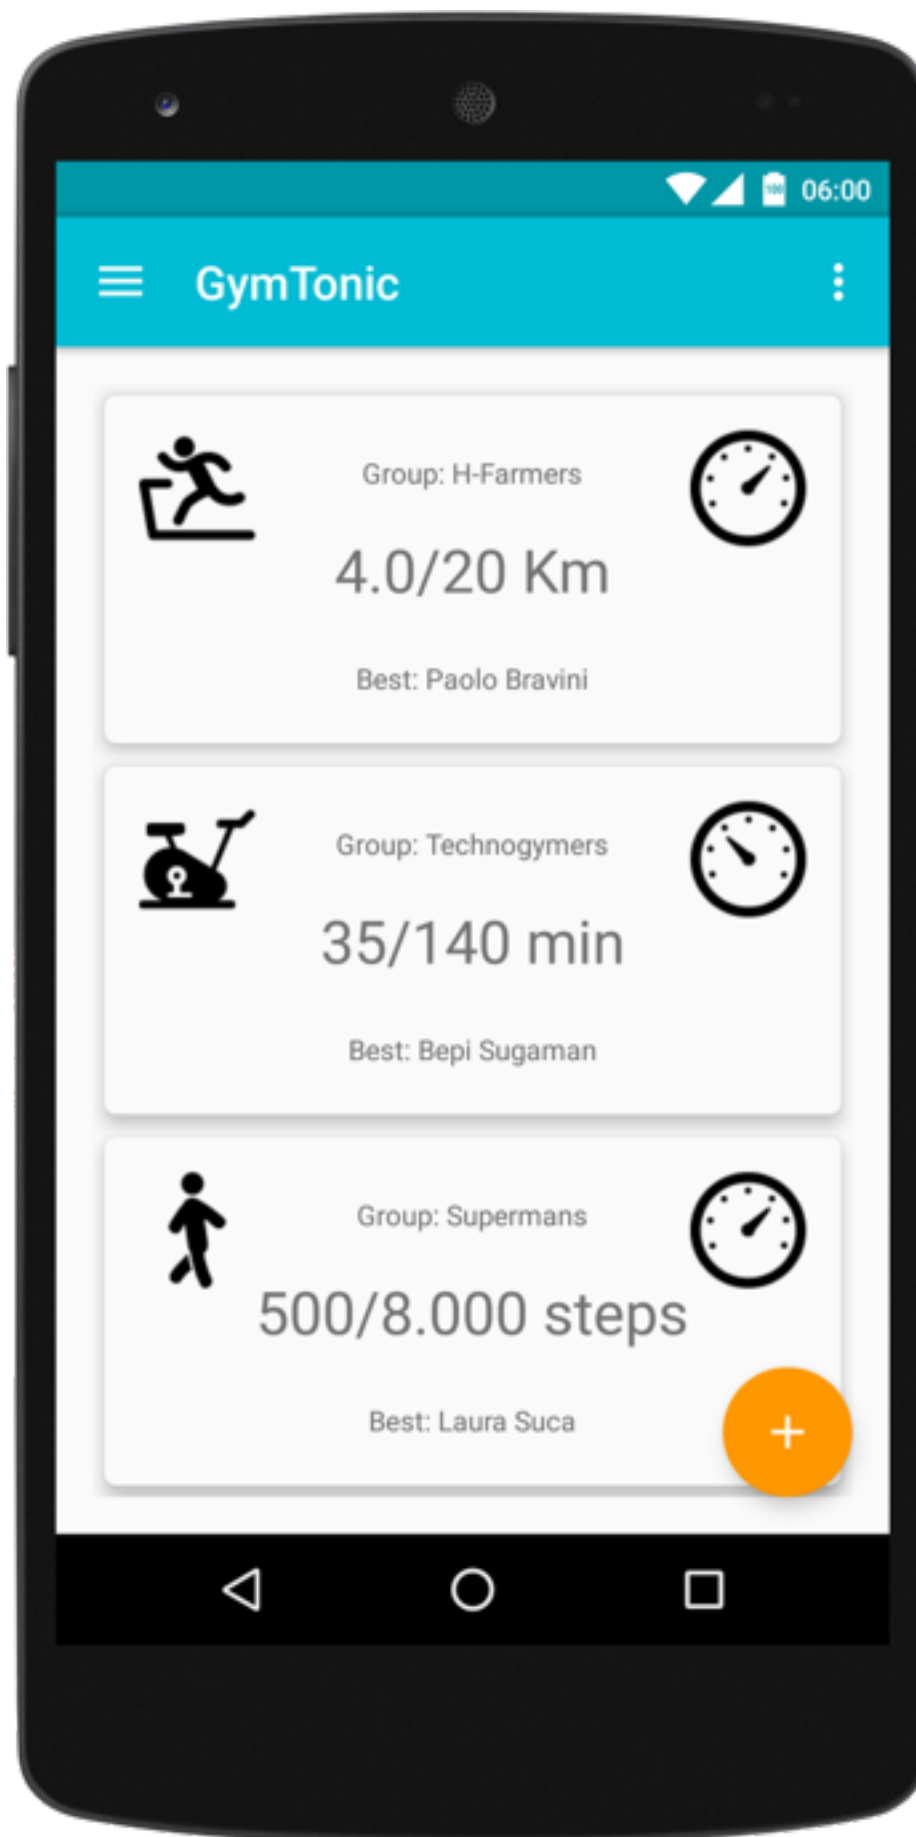 100 06:00
GymTonic
Group: H-Farmers
4.0/20 Km
Best: Paolo Bravini
Group: Technogymers
35/140 min
Best: Bepi Sugaman
Group: Supermans
500/8.000 steps
Best: Laura Suca
+